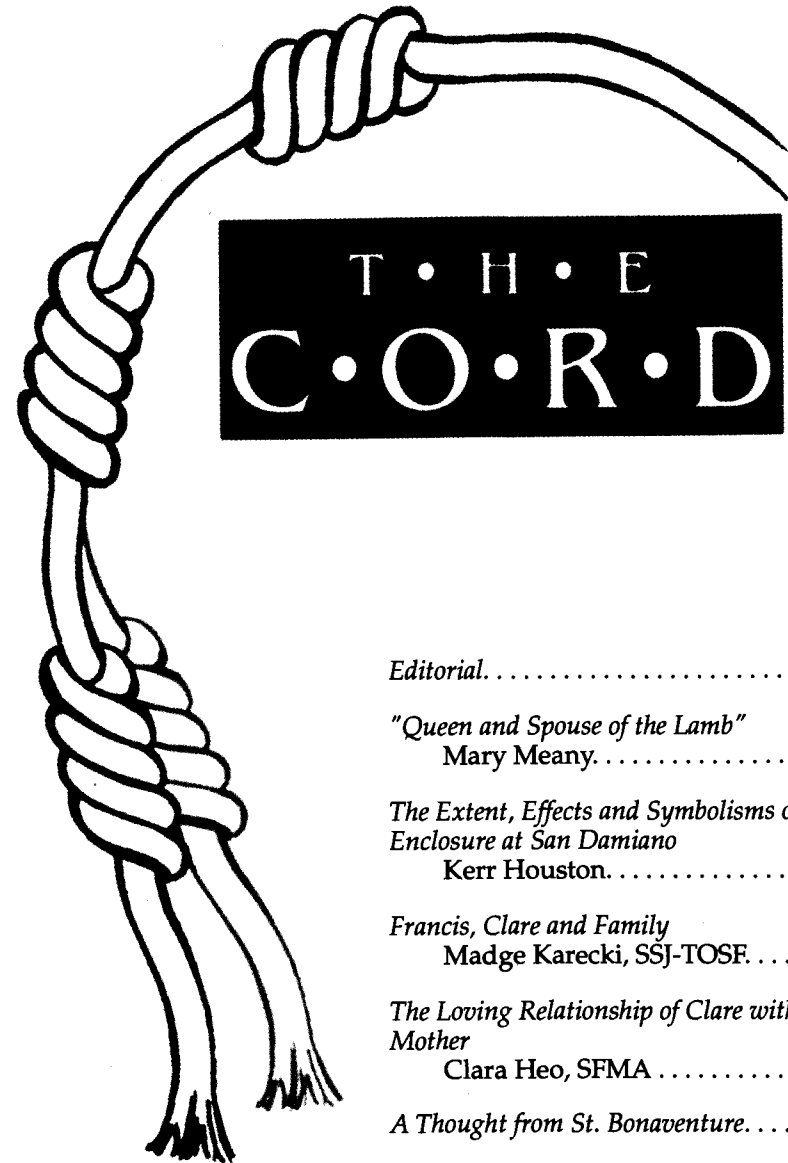 T • H • E
C • O • R • D
Editorial. . . . . . . . . . . . . . . . . . . . . . . .
"Queen and Spouse of the Lamb"
Mary Meany. . . . . . . . . . . . . . .
The Extent, Effects and Symbolisms
Enclosure at San Damiano
Kerr Houston. . . . . . . . . . . . . .
Francis, Clare and Family
Madge Karecki, SSJ-TOSF. . . .
The Loving Relationship of Clare
Mother
Clara Heo, SFMA . . . . . . . . . .
A Thought from St. Bonaventure. . . .